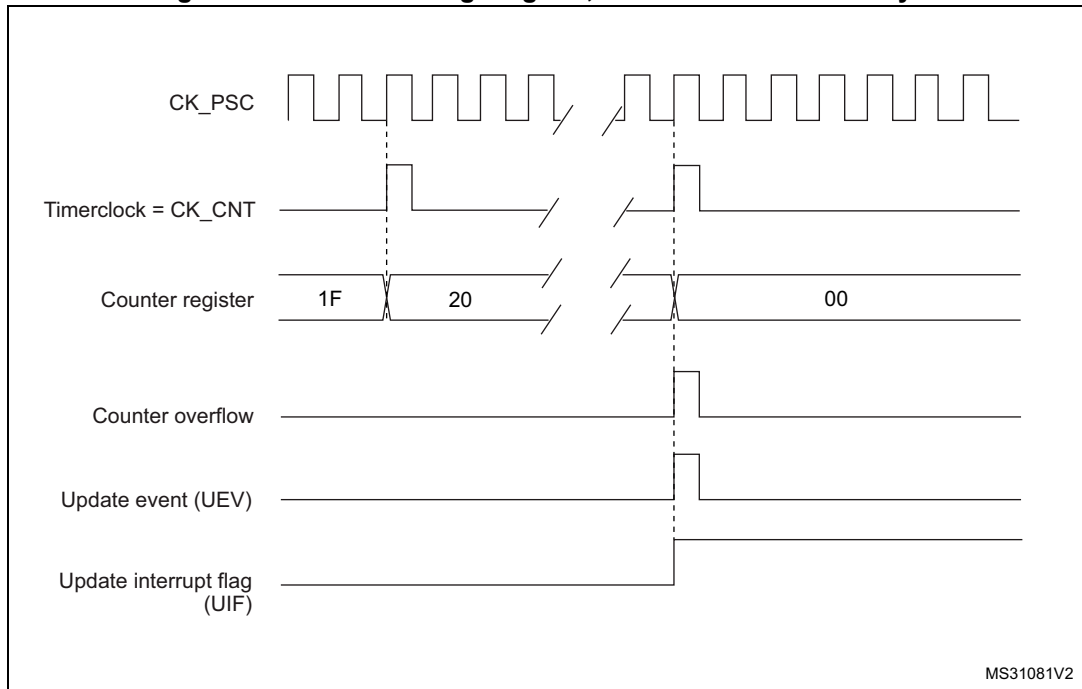 CK_PSC
Timerclock = CK_CNT
Counter register
1F
20
00
Counter overflow
Update event (UEV)
Update interrupt flag
(UIF)
MS31081V2